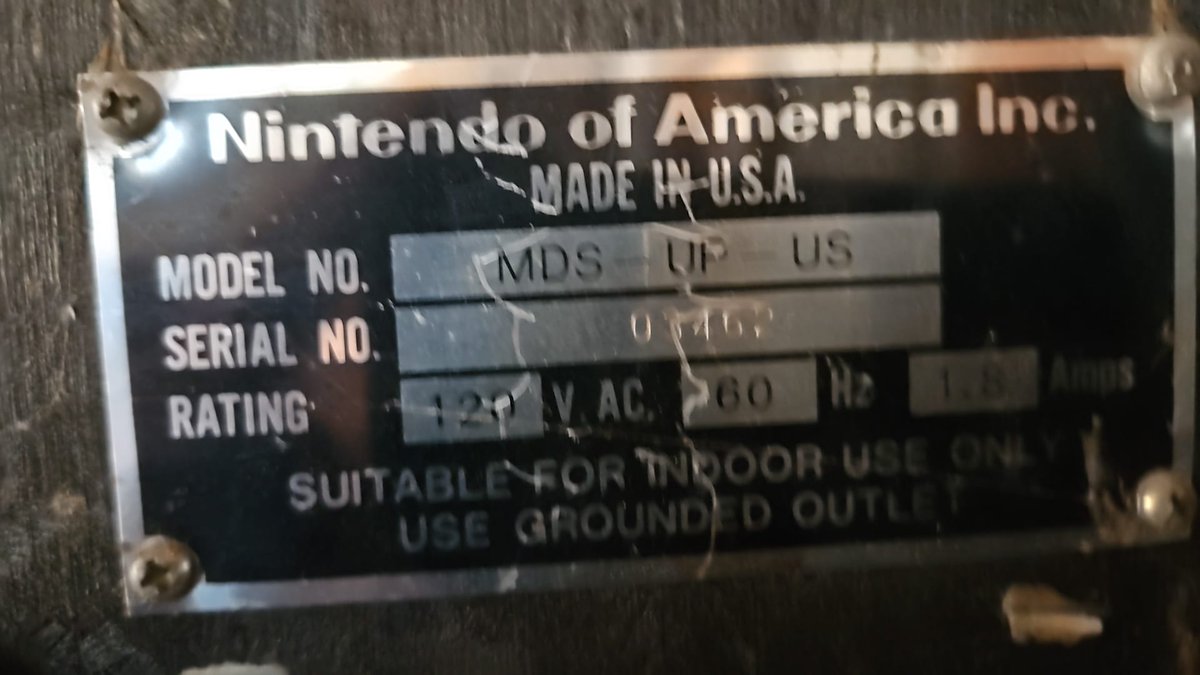 Nintendo of America Inc.
MADE IN U.S.A.
MODEL NO. MDS-UP-US
SERIAL NO.
RATING 120 V. AC. 60 Hz 1.8 Amps
SUITABLE FOR INDOOR USE ONLY
USE GROUNDED OUTLET